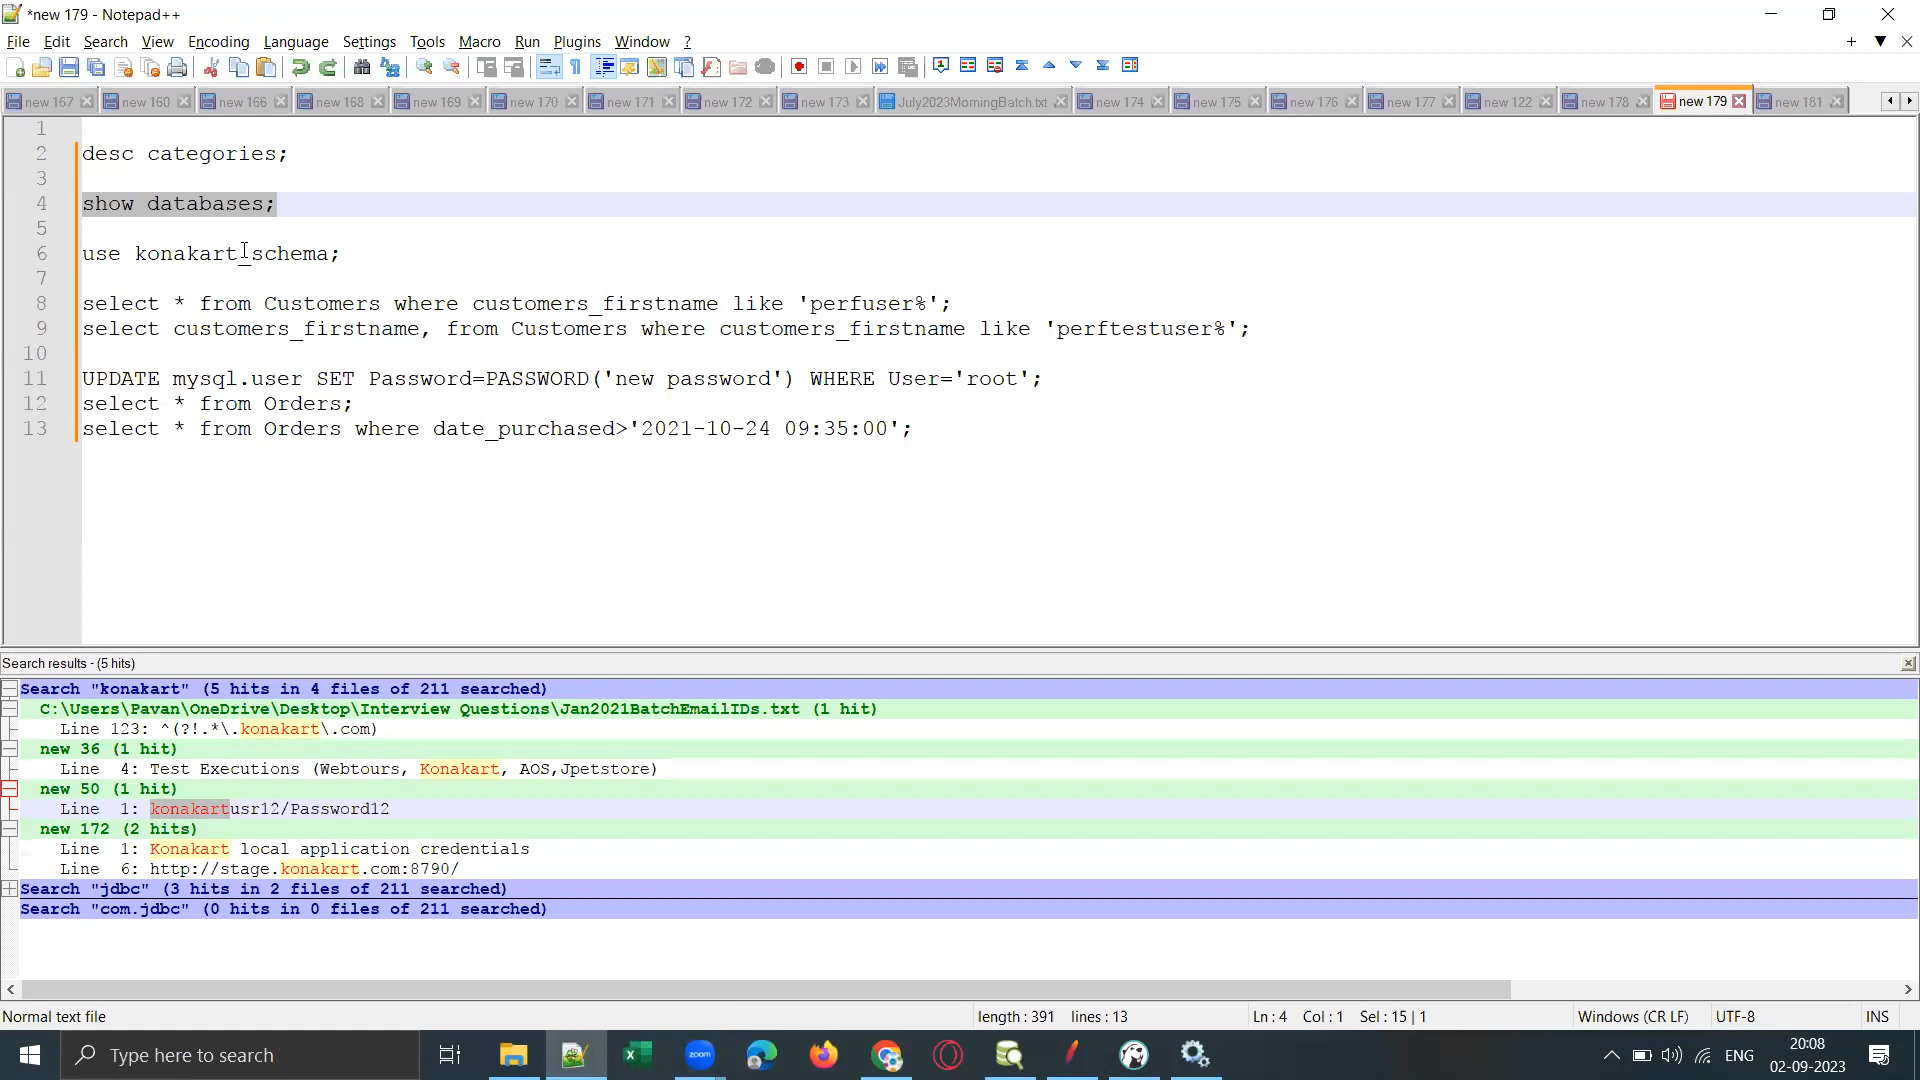 *new 179 - Notepad++
File Edit Search View Encoding Language Settings Tools Macro Run Plugins Window ?
new 167 new 160 new 166 new 168 new 169 new 170 new 171 new 172 new 173 July2023MorningBatch.txt new 174 new 175 new 176 new 177 new 122 new 178 new 179 new 181
1
2 desc categories;
3
4 show databases;
5
6 use konakart_schema;
7
8 select * from Customers where customers_firstname like 'perfuser%';
9 select customers_firstname, from Customers where customers_firstname like 'perftestuser%';
10
11 UPDATE mysql.user SET Password=PASSWORD('new password') WHERE User='root';
12 select * from Orders;
13 select * from Orders where date_purchased>'2021-10-24 09:35:00';
Search results - (5 hits)
Search "konakart" (5 hits in 4 files of 211 searched)
C:\Users\Pavan\OneDrive\Desktop\Interview Questions\Jan2021BatchEmailIDs.txt (1 hit)
Line 123: ^(?!.*\.konakart\.com)
new 36 (1 hit)
Line 4: Test Executions (Webtours, Konakart, AOS,Jpetstore)
new 50 (1 hit)
Line 1: konakartusr12/Password12
new 172 (2 hits)
Line 1: Konakart local application credentials
Line 6: http://stage.konakart.com:8790/
Search "jdbc" (3 hits in 2 files of 211 searched)
Search "com.jdbc" (0 hits in 0 files of 211 searched)
Normal text file length : 391 lines : 13 Ln : 4 Col : 1 Sel : 15 | 1 Windows (CR LF) UTF-8 INS
Type here to search zoom ENG 20:08
02-09-2023